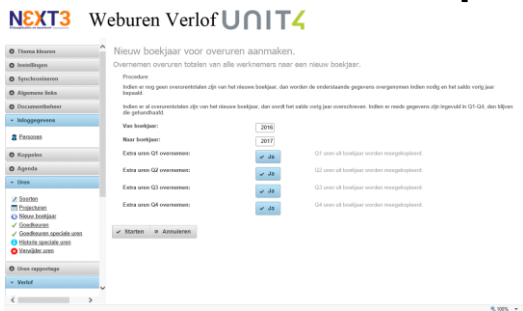 NEXT3 Weburen Verlof UNIT4
Thema kleuren
Instellingen
Synchroniseren
Algemene links
Documentbeheer
Inloggegevens
Personen
Koppelen
Agenda
Uren
Soorten
Projecturen
Nieuw boekjaar
Goedkeuren
Goedkeuren speciale uren
Historie speciale uren
Verwijder uren
Uren rapportage
Verlof
Nieuw boekjaar voor overuren aanmaken.
Overnemen overuren totalen van alle werknemers naar een nieuw boekjaar.
Procedure
Indien er nog geen overurentotalen zijn van het nieuwe boekjaar, dan worden de onderstaande gegevens overgenomen indien nodig en het saldo vorig jaar
bepaald.
Indien er al overurentotalen zijn van het nieuwe boekjaar, dan wordt het saldo vorig jaar overschreven. Indien er reeds gegevens zijn ingevuld in Q1-Q4, dan blijven
die gehandhaafd.
Van boekjaar: 2016
Naar boekjaar: 2017
Extra uren Q1 overnemen: Ja Q1 uren uit boekjaar worden meegekopieerd.
Extra uren Q2 overnemen: Ja Q2 uren uit boekjaar worden meegekopieerd.
Extra uren Q3 overnemen: Ja Q3 uren uit boekjaar worden meegekopieerd.
Extra uren Q4 overnemen: Ja Q4 uren uit boekjaar worden meegekopieerd.
Starten Annuleren
100%